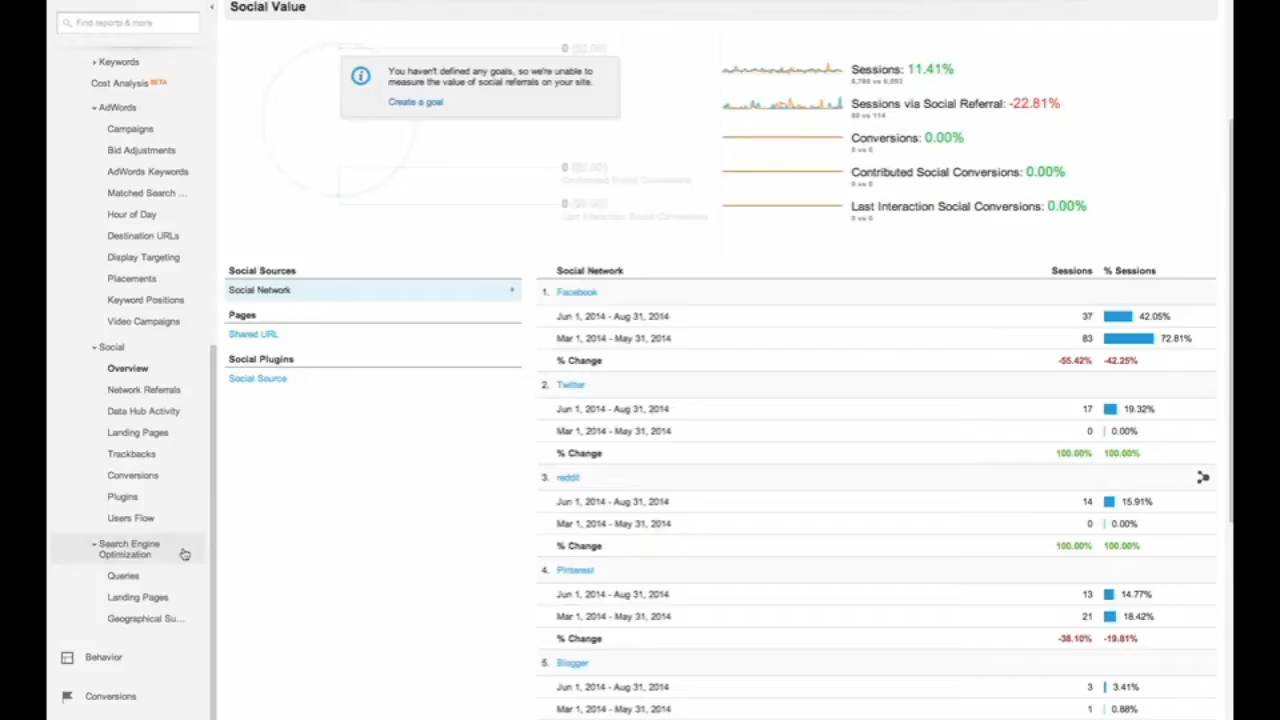 Social Value
Find reports & more
Keywords
Cost Analysis BETA
AdWords
Campaigns
Bid Adjustments
AdWords Keywords
Matched Search ...
Hour of Day
Destination URLs
Display Targeting
Placements
Keyword Positions
Video Campaigns
Social
Overview
Network Referrals
Data Hub Activity
Landing Pages
Trackbacks
Conversions
Plugins
Users Flow
Search Engine
Optimization
Queries
Landing Pages
Geographical Su...
Behavior
Conversions
You haven't defined any goals, so we're unable to
measure the value of social referrals on your site.
Create a goal
Sessions: 11.41%
Sessions via Social Referral: -22.81%
Conversions: 0.00%
0 vs 0
Contributed Social Conversions: 0.00%
0 vs 0
Last Interaction Social Conversions: 0.00%
0 vs 0
Social Sources
Social Network
Pages
Shared URL
Social Plugins
Social Source
Social Network Sessions % Sessions
1. Facebook
Jun 1, 2014 - Aug 31, 2014 37 42.05%
Mar 1, 2014 - May 31, 2014 83 72.81%
% Change -55.42% -42.25%
2. Twitter
Jun 1, 2014 - Aug 31, 2014 17 19.32%
Mar 1, 2014 - May 31, 2014 0 0.00%
% Change 100.00% 100.00%
3. reddit
Jun 1, 2014 - Aug 31, 2014 14 15.91%
Mar 1, 2014 - May 31, 2014 0 0.00%
% Change 100.00% 100.00%
4. Pinterest
Jun 1, 2014 - Aug 31, 2014 13 14.77%
Mar 1, 2014 - May 31, 2014 21 18.42%
% Change -38.10% -19.81%
5. Blogger
Jun 1, 2014 - Aug 31, 2014 3 3.41%
Mar 1, 2014 - May 31, 2014 1 0.88%